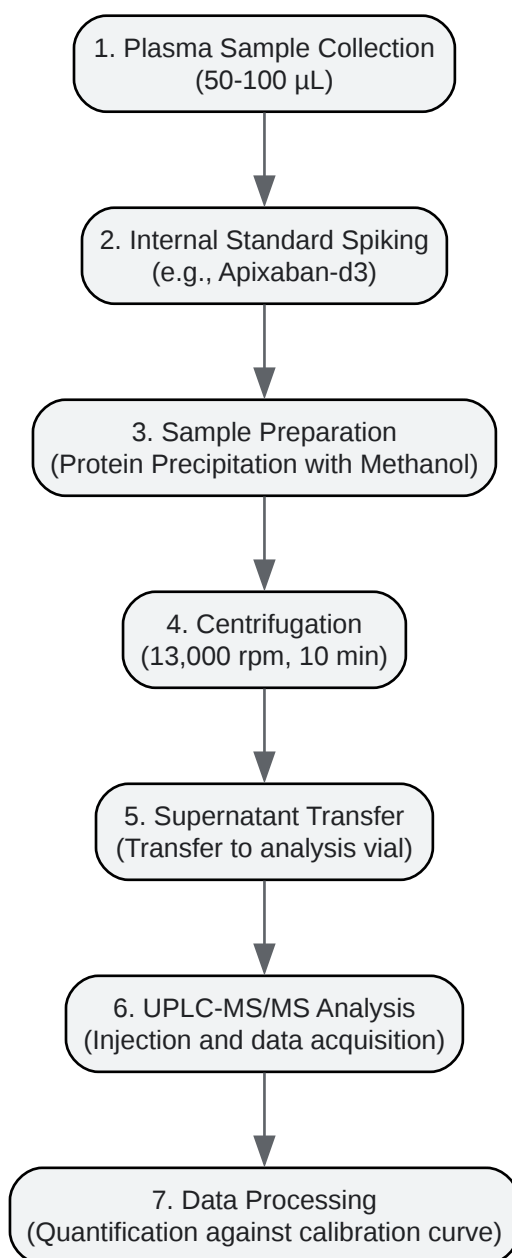 1. Plasma Sample Collection
(50-100 µL)
2. Internal Standard Spiking
(e.g., Apixaban-d3)
3. Sample Preparation
(Protein Precipitation with Methanol)
4. Centrifugation
(13,000 rpm, 10 min)
5. Supernatant Transfer
(Transfer to analysis vial)
6. UPLC-MS/MS Analysis
(Injection and data acquisition)
7. Data Processing
(Quantification against calibration curve)